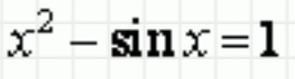 x² – sin x = 1